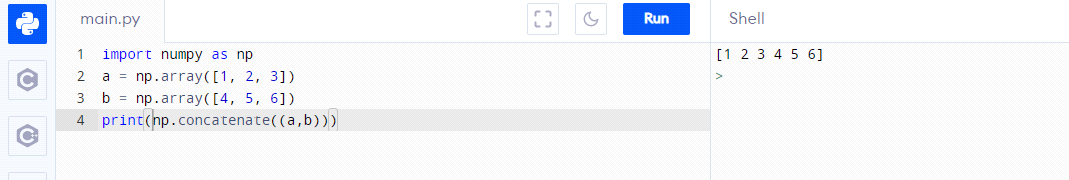 main.py
Run
Shell
1 import numpy as np
2 a = np.array([1, 2, 3])
3 b = np.array([4, 5, 6])
4 print(np.concatenate((a,b)))
[1 2 3 4 5 6]
>